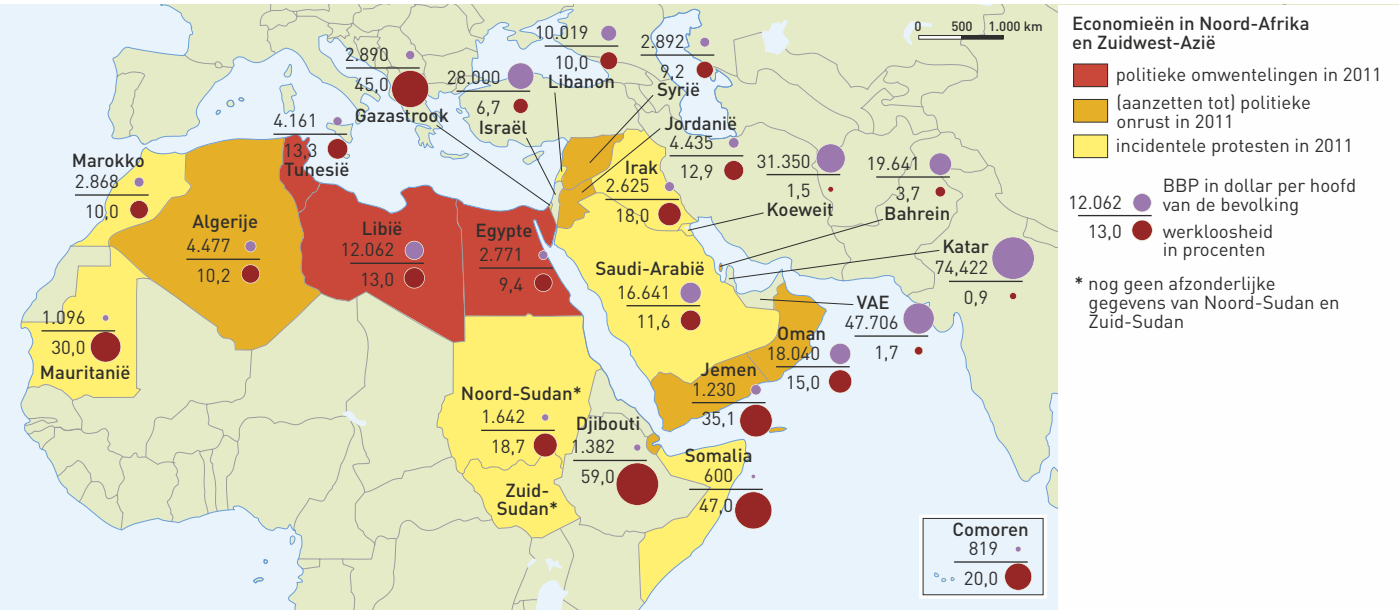 2.890
45,0
Gazastrook
28.000
6,7
Israël
10.019
10,0
Libanon
2.892
9,2
Syrië
0 500 1.000 km
4.161
13,3
Tunesië
Jordanië
4.435
12,9
Marokko
2.868
10,0
Irak
2.625
18,0
31.350
1,5
Koeweit
19.641
3,7
Bahrein
Algerije
4.477
10,2
Libië
12.062
13,0
Egypte
2.771
9,4
Saudi-Arabië
16.641
11,6
Katar
74,422
0,9
VAE
47.706
1,7
1.096
30,0
Mauritanië
Oman
18.040
15,0
Jemen
1.230
35,1
Noord-Sudan*
1.642
18,7
Djibouti
1.382
59,0
Somalia
600
47,0
Zuid-
Sudan*
Comoren
819
20,0
Economieën in Noord-Afrika
en Zuidwest-Azië
politieke omwentelingen in 2011
(aanzetten tot) politieke
onrust in 2011
incidentele protesten in 2011
12.062
BBP in dollar per hoofd
van de bevolking
13,0
werkloosheid
in procenten
* nog geen afzonderlijke
gegevens van Noord-Sudan en
Zuid-Sudan